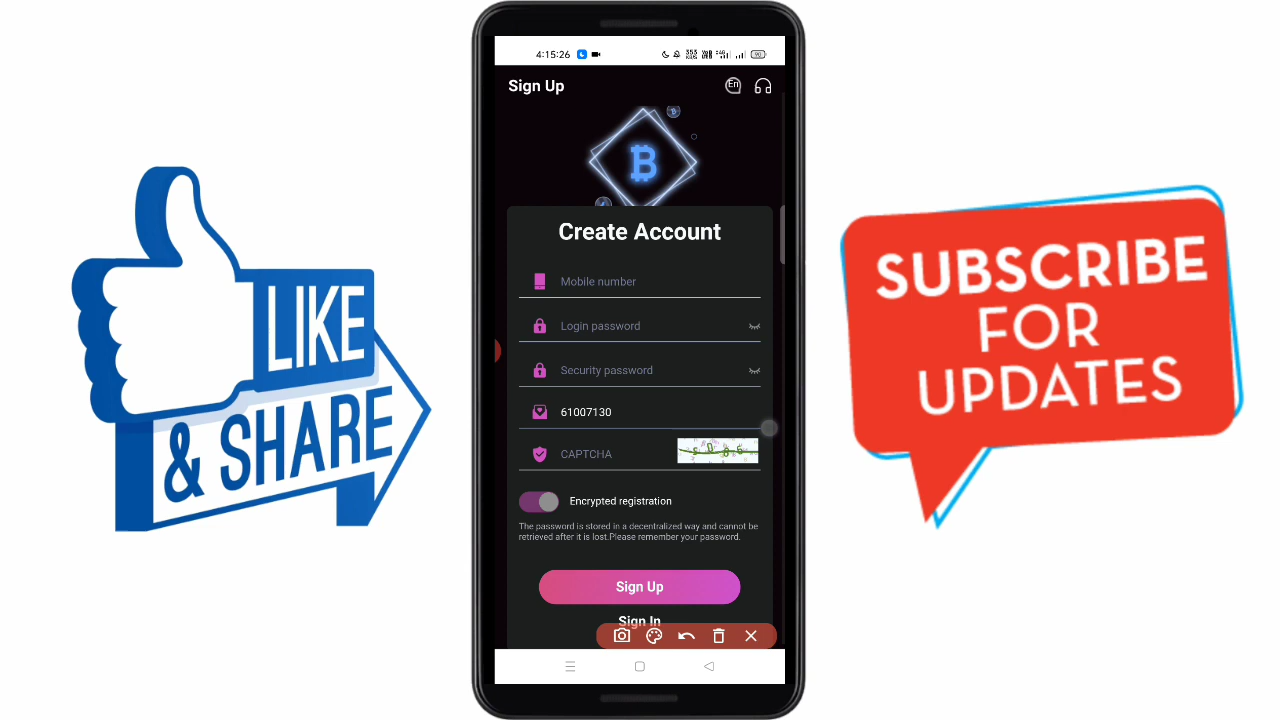 4:15:26
Sign Up
En
Create Account
Mobile number
Login password
Security password
61007130
CAPTCHA
Encrypted registration
The password is stored in a decentralized way and cannot be
retrieved after it is lost.Please remember your password.
Sign Up
Sign In
LIKE
& SHARE
SUBSCRIBE
FOR
UPDATES